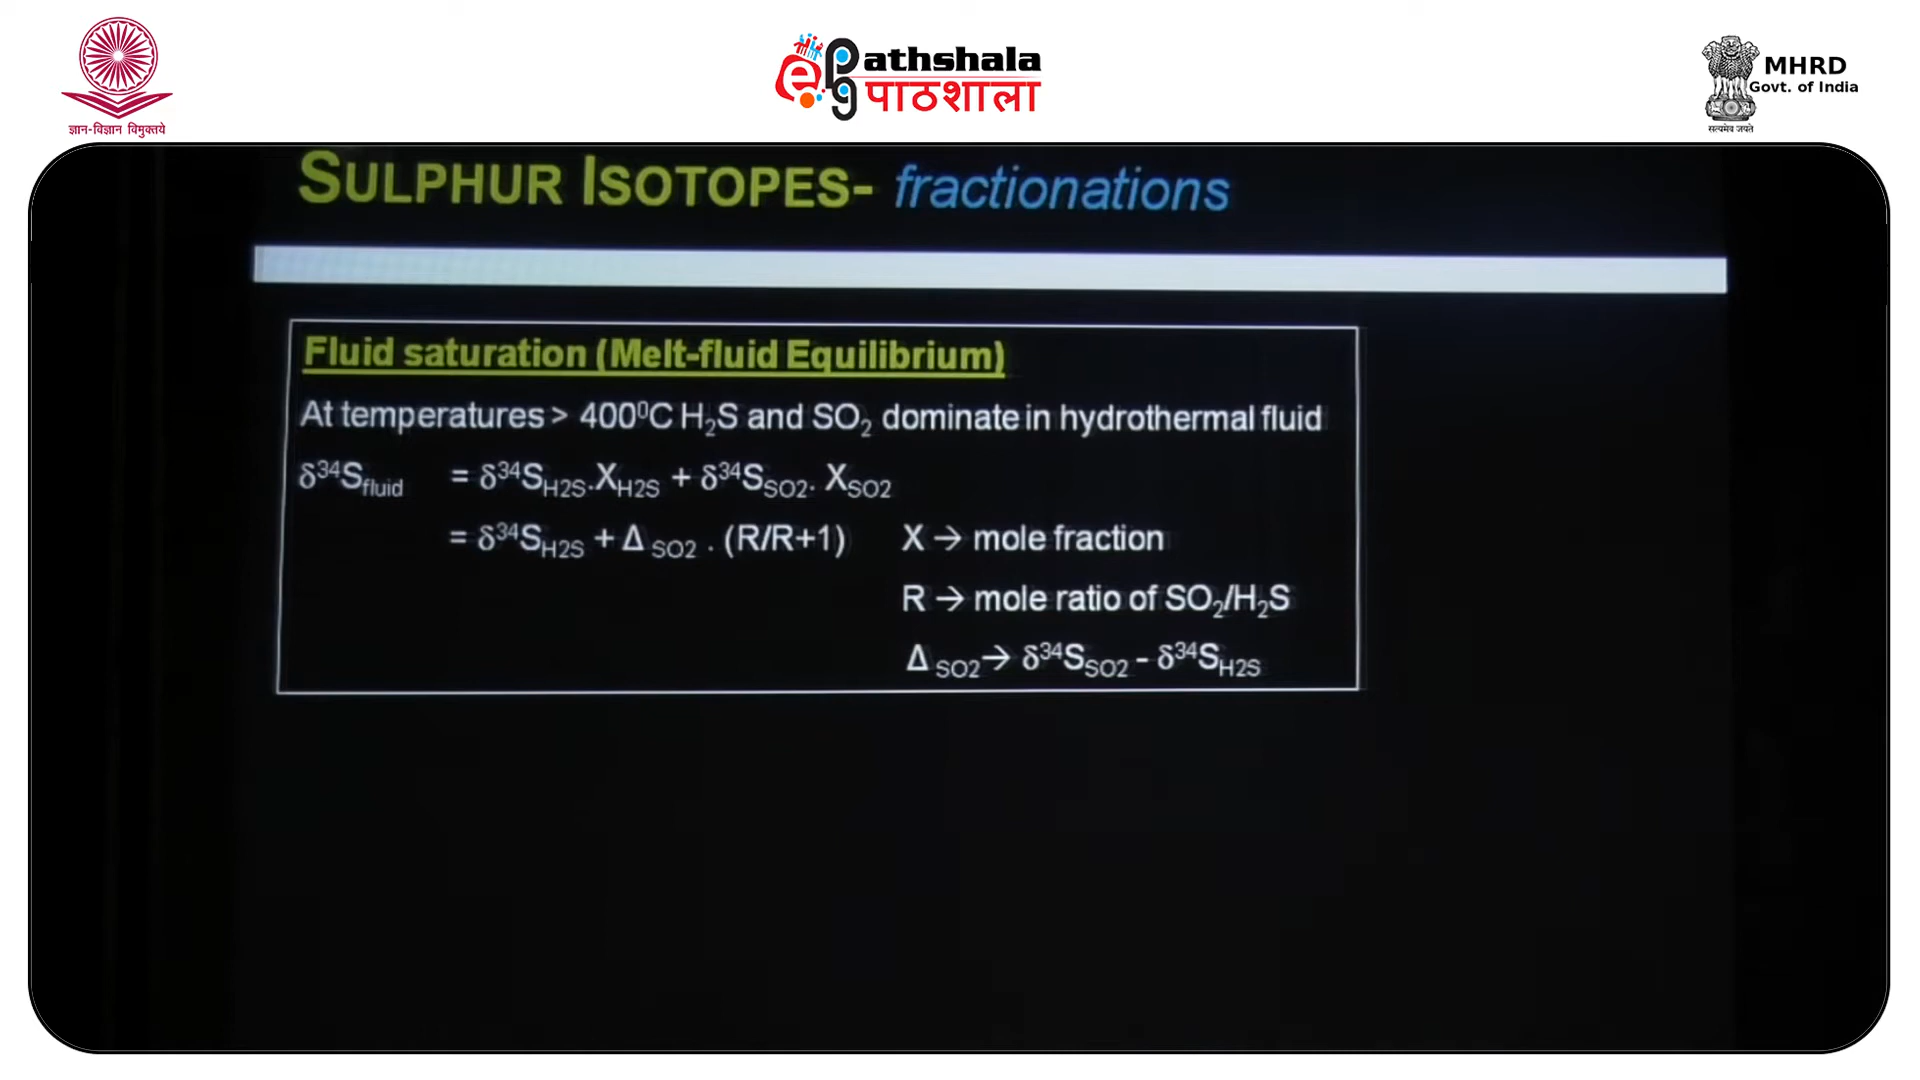 ज्ञान-विज्ञान विमुक्तये
ePathshala
pg पाठशाला
MHRD
Govt. of India
सत्यमेव जयते
SULPHUR ISOTOPES- fractionations
Fluid saturation (Melt-fluid Equilibrium)
At temperatures > 400⁰C H₂S and SO₂ dominate in hydrothermal fluid
δ³⁴S_fluid = δ³⁴S_H2S.X_H2S + δ³⁴S_SO2. X_SO2
= δ³⁴S_H2S + Δ_SO2 . (R/R+1) X → mole fraction
R → mole ratio of SO₂/H₂S
Δ_SO2 → δ³⁴S_SO2 - δ³⁴S_H2S